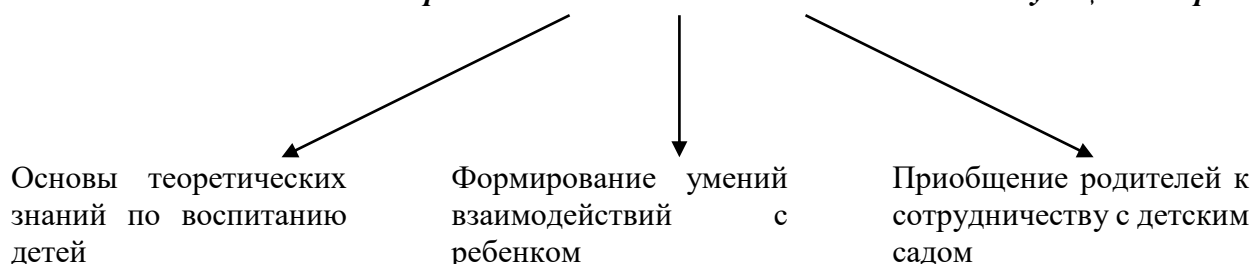 Основы теоретических
знаний по воспитанию
детей
Формирование умений
взаимодействий с
ребенком
Приобщение родителей к
сотрудничеству с детским
садом